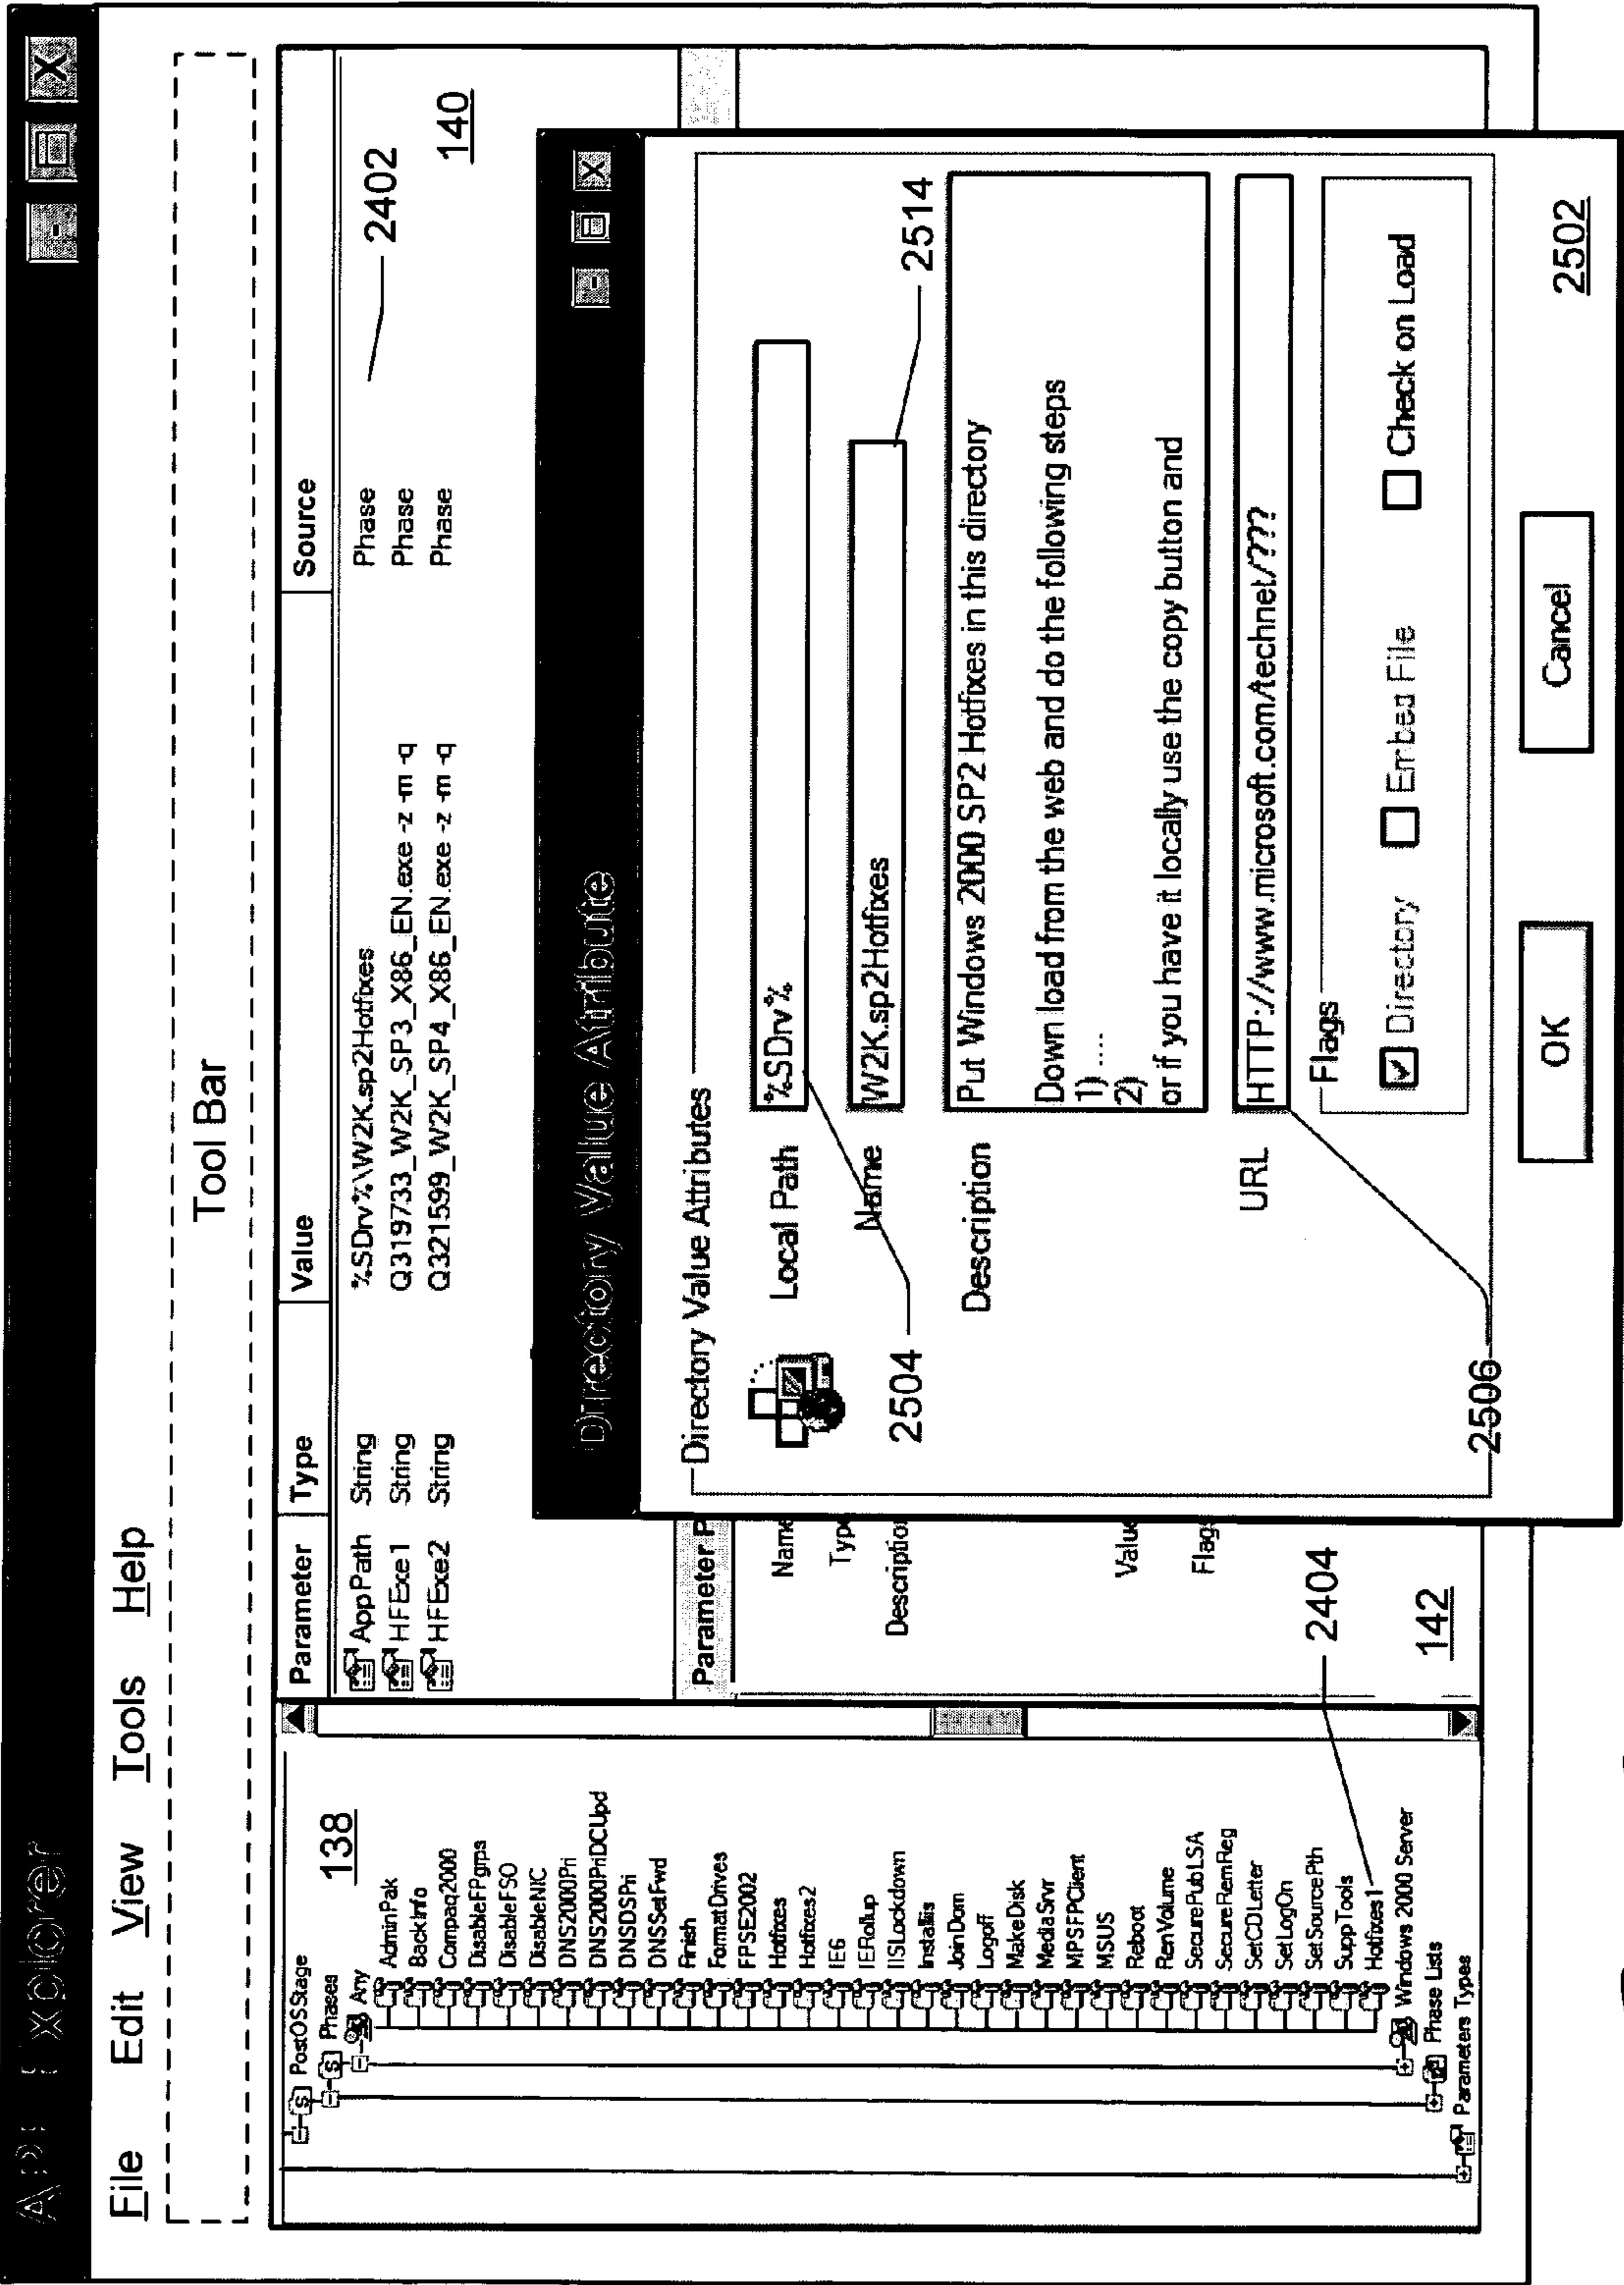 API Explorer
File Edit View Tools Help
Tool Bar
PostOSStage
Phases
Any
AdminPak
BackInfo
Compaq2000
DisableFPgrps
DisableFSO
DisableNIC
DNS2000Pri
DNS2000PriDCUpd
DNSDSPri
DNSSetFwd
Finish
FormatDrives
FPSE2002
Hotfixes
Hotfixes2
IE6
IERollup
IISLockdown
InstallIis
JoinDom
Logoff
MakeDisk
MediaSrvr
MPSFPClient
MSUS
Reboot
RenVolume
SecurePubLSA
SecureRemReg
SetCDLetter
SetLogOn
SetSourcePth
SuppTools
Hotfixes1
Windows 2000 Server
Phase Lists
Parameters Types
138
Parameter Type Value Source
AppPath String %SDrv%\W2K.sp2Hotfixes Phase
HFExe1 String Q319733_W2K_SP3_X86_EN.exe -z -m -q Phase
HFExe2 String Q321599_W2K_SP4_X86_EN.exe -z -m -q Phase
2402
140
Parameter P
Name
Typ
Descriptio
Value
Flag
2404
142
Directory Value Attribute
Directory Value Attributes
Local Path %SDrv%
Name W2K.sp2Hotfixes
2504
2514
Description Put Windows 2000 SP2 Hotfixes in this directory
Down load from the web and do the following steps
1) ....
2)
or if you have it locally use the copy button and
URL HTTP://www.microsoft.com/technet/???
Flags
Directory Embed File Check on Load
2506
OK Cancel
2502